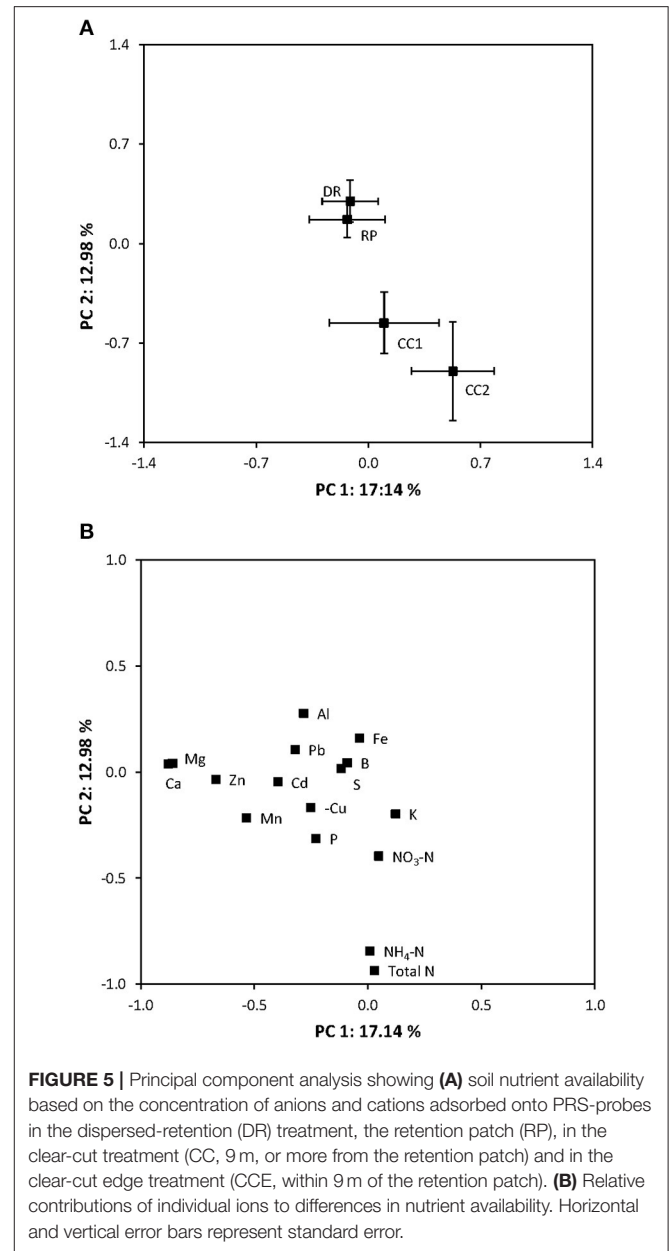 A
1.4
0.7
DR
RP
0.0
PC 2: 12.98 %
-0.7
CC1
CC2
-1.4
-1.4 -0.7 0.0 0.7 1.4
PC 1: 17:14 %
B
1.0
0.5
Al
Fe
Pb
Mg B
0.0
PC 2: 12.98 %
Ca Zn Cd S
-Cu K
Mn
P NO₃-N
-0.5
NH₄-N
Total N
-1.0
-1.0 -0.5 0.0 0.5 1.0
PC 1: 17.14 %
FIGURE 5 | Principal component analysis showing (A) soil nutrient availability
based on the concentration of anions and cations adsorbed onto PRS-probes
in the dispersed-retention (DR) treatment, the retention patch (RP), in the
clear-cut treatment (CC, 9 m, or more from the retention patch) and in the
clear-cut edge treatment (CCE, within 9 m of the retention patch). (B) Relative
contributions of individual ions to differences in nutrient availability. Horizontal
and vertical error bars represent standard error.